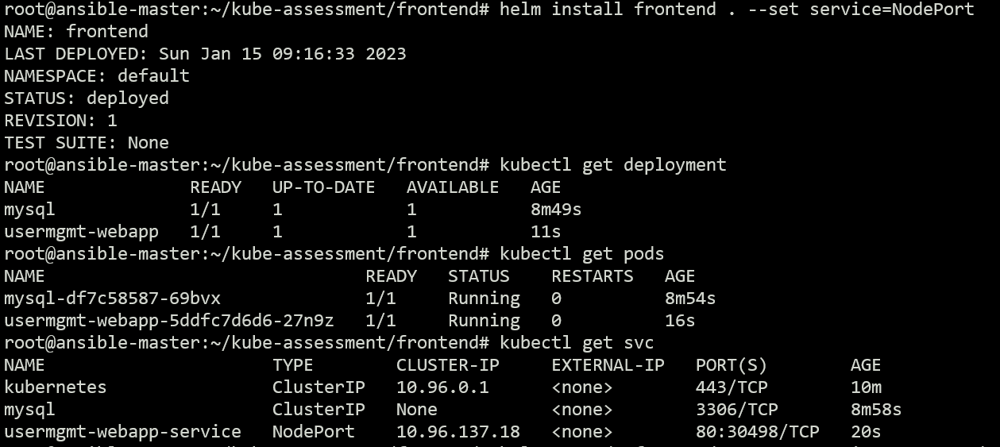 root@ansible-master:~/kube-assessment/frontend# helm install frontend . --set service=NodePort
NAME: frontend
LAST DEPLOYED: Sun Jan 15 09:16:33 2023
NAMESPACE: default
STATUS: deployed
REVISION: 1
TEST SUITE: None
root@ansible-master:~/kube-assessment/frontend# kubectl get deployment
NAME              READY   UP-TO-DATE   AVAILABLE   AGE
mysql             1/1     1            1           8m49s
usermgmt-webapp   1/1     1            1           11s
root@ansible-master:~/kube-assessment/frontend# kubectl get pods
NAME                               READY   STATUS    RESTARTS   AGE
mysql-df7c58587-69bvx              1/1     Running   0          8m54s
usermgmt-webapp-5ddfc7d6d6-27n9z   1/1     Running   0          16s
root@ansible-master:~/kube-assessment/frontend# kubectl get svc
NAME                      TYPE        CLUSTER-IP     EXTERNAL-IP   PORT(S)        AGE
kubernetes                ClusterIP   10.96.0.1      <none>        443/TCP        10m
mysql                     ClusterIP   None           <none>        3306/TCP       8m58s
usermgmt-webapp-service   NodePort    10.96.137.18   <none>        80:30498/TCP   20s